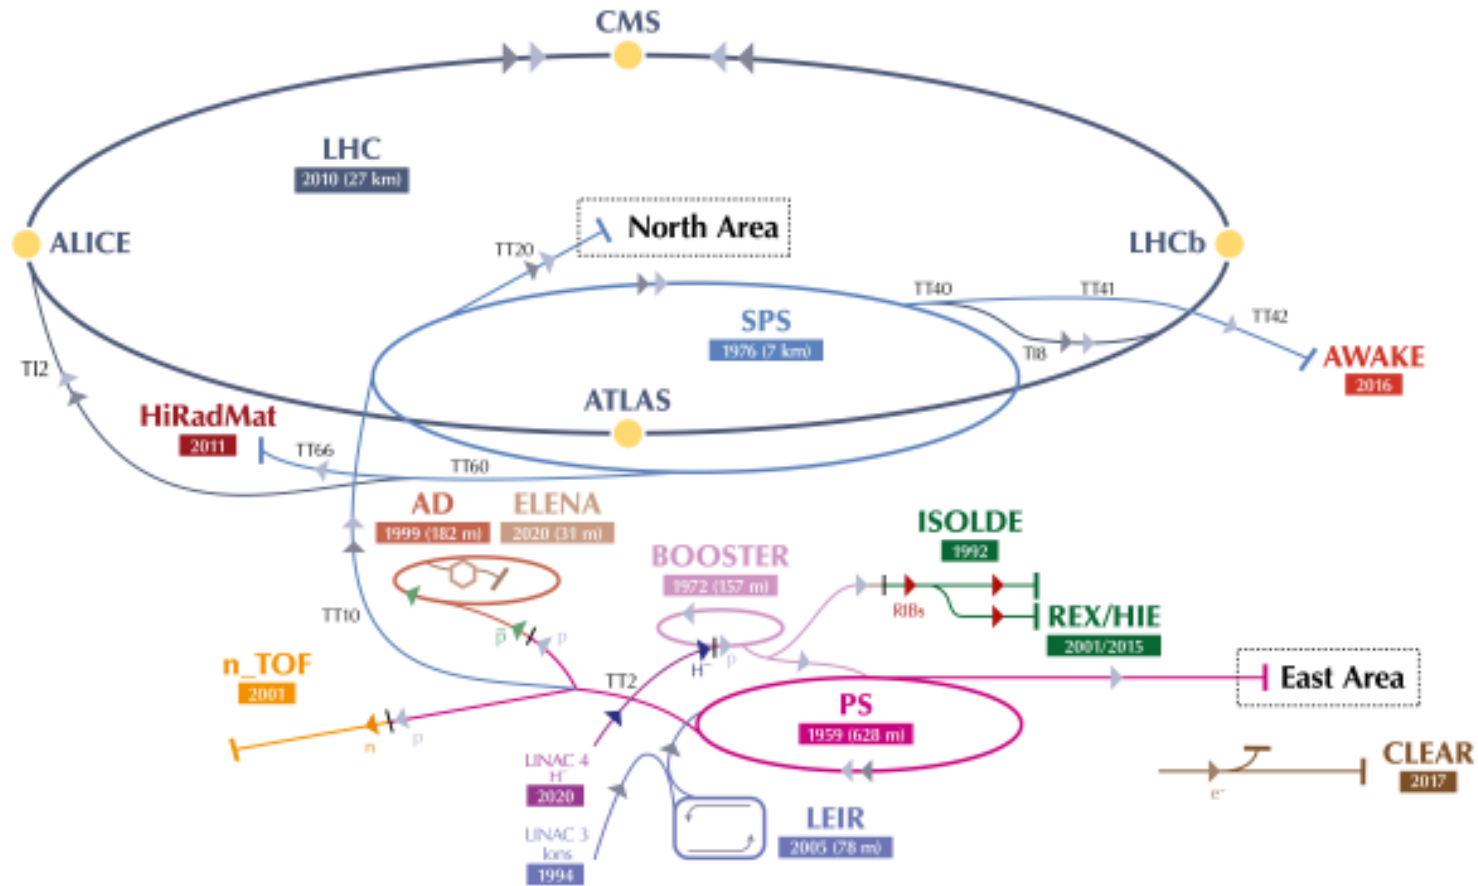 CMS
LHC
2010 (27 km)
North Area
TT20
ALICE
LHCb
TT40
TT41
TT42
SPS
1976 (7 km)
TI8
AWAKE
2016
TI2
ATLAS
HiRadMat
2011
TT66
TT60
AD
1999 (182 m)
ELENA
2020 (31 m)
ISOLDE
1992
BOOSTER
1972 (157 m)
RIBs
REX/HIE
2001/2015
TT10
p̅
p
p
H⁻
n_TOF
2001
TT2
East Area
PS
1959 (628 m)
n
p
LINAC 4
H⁻
2020
CLEAR
2017
e⁻
LEIR
2005 (78 m)
LINAC 3
Ions
1994